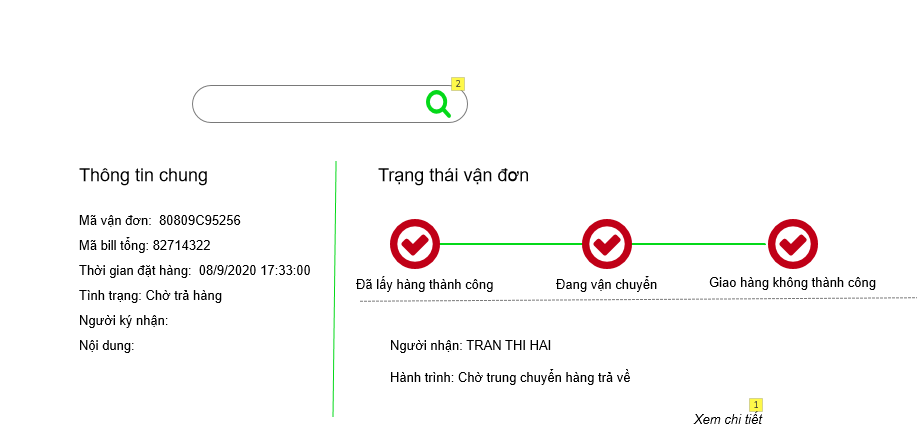 2
Thông tin chung
Mã vận đơn: 80809C95256
Mã bill tổng: 82714322
Thời gian đặt hàng: 08/9/2020 17:33:00
Tình trạng: Chờ trả hàng
Người ký nhận:
Nội dung:
Trạng thái vận đơn
Đã lấy hàng thành công
Đang vận chuyển
Giao hàng không thành công
Người nhận: TRAN THI HAI
Hành trình: Chờ trung chuyển hàng trả về
1
Xem chi tiết